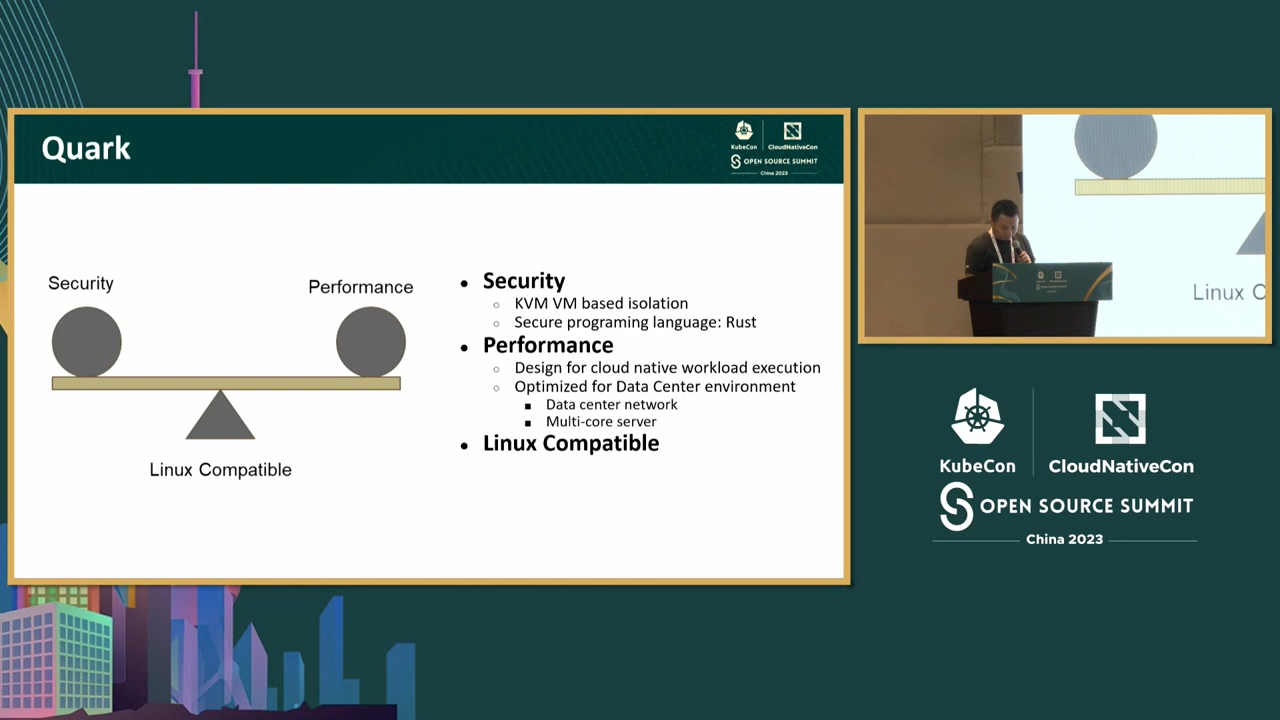 Quark
KubeCon
CloudNativeCon
OPEN SOURCE SUMMIT
China 2023
Security
Performance
Linux Compatible
• Security
○ KVM VM based isolation
○ Secure programing language: Rust
• Performance
○ Design for cloud native workload execution
○ Optimized for Data Center environment
■ Data center network
■ Multi-core server
• Linux Compatible
Linux C
KubeCon
CloudNativeCon
OPEN SOURCE SUMMIT
China 2023